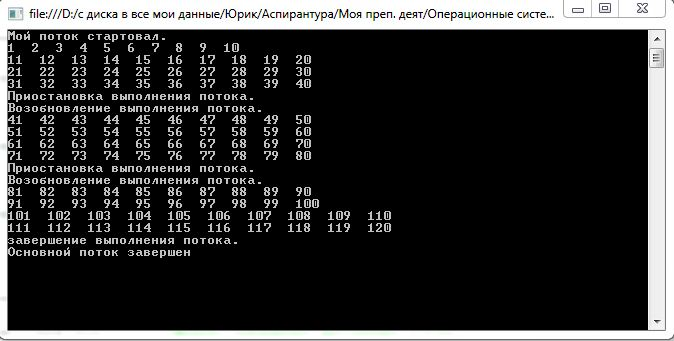 file:///D:/с диска в все мои данные/Юрик/Аспирантура/Моя преп. деят/Операционные систе...
Мой поток стартовал.
1 2 3 4 5 6 7 8 9 10
11 12 13 14 15 16 17 18 19 20
21 22 23 24 25 26 27 28 29 30
31 32 33 34 35 36 37 38 39 40
Приостановка выполнения потока.
Возобновление выполнения потока.
41 42 43 44 45 46 47 48 49 50
51 52 53 54 55 56 57 58 59 60
61 62 63 64 65 66 67 68 69 70
71 72 73 74 75 76 77 78 79 80
Приостановка выполнения потока.
Возобновление выполнения потока.
81 82 83 84 85 86 87 88 89 90
91 92 93 94 95 96 97 98 99 100
101 102 103 104 105 106 107 108 109 110
111 112 113 114 115 116 117 118 119 120
завершение выполнения потока.
Основной поток завершен